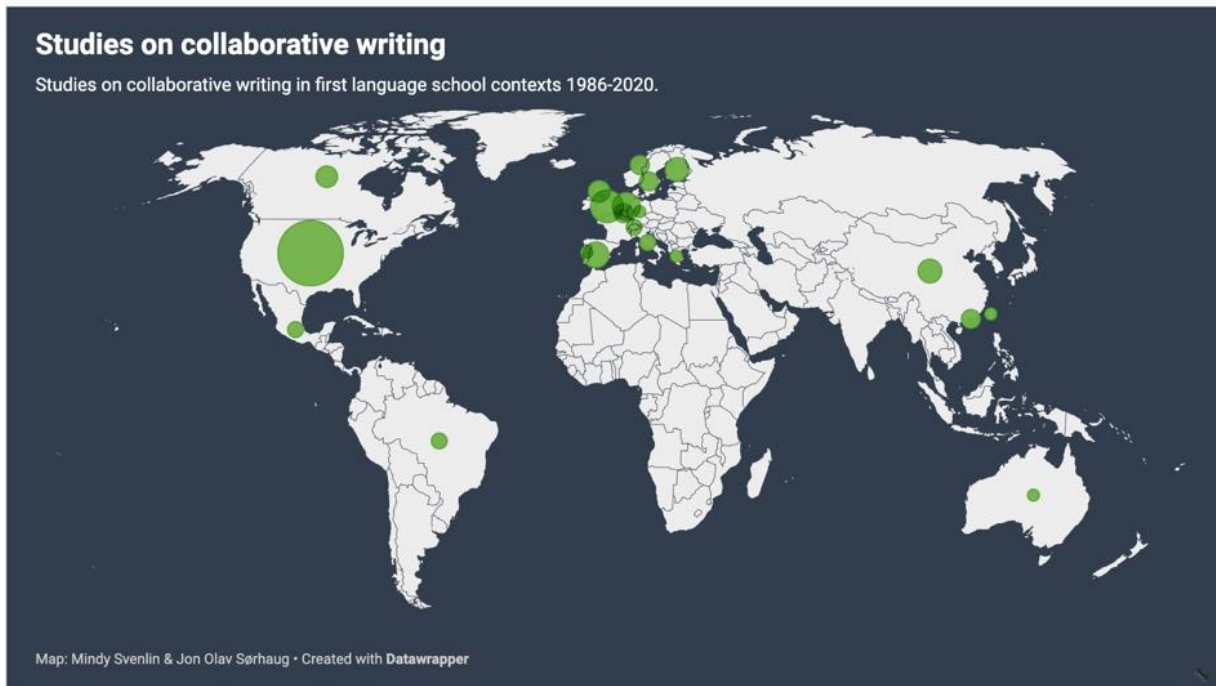 Studies on collaborative writing
Studies on collaborative writing in first language school contexts 1986-2020.
Map: Mindy Svenlin & Jon Olav Sørhaug • Created with Datawrapper